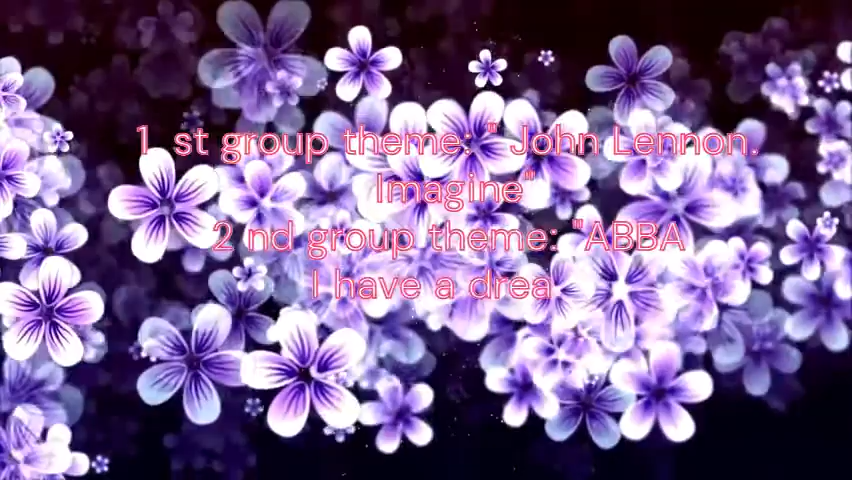 1 st group theme: " John Lennon.
Imagine"
2 nd group theme: "ABBA
I have a drea